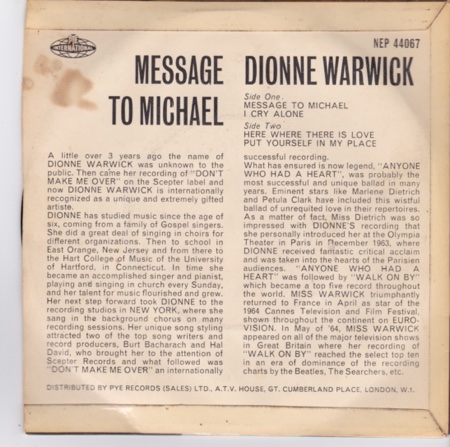 PYE
INTERNATIONAL
NEP 44067
MESSAGE
TO MICHAEL
DIONNE WARWICK
Side One
MESSAGE TO MICHAEL
I CRY ALONE
Side Two
HERE WHERE THERE IS LOVE
PUT YOURSELF IN MY PLACE
A little over 3 years ago the name of
DIONNE WARWICK was unknown to the
public. Then came her recording of "DON'T
MAKE ME OVER" on the Scepter label and
now DIONNE WARWICK is internationally
recognized as a unique and extremely gifted
artiste.
DIONNE has studied music since the age of
six, coming from a family of Gospel singers.
She did a great deal of singing in choirs for
different organizations. Then to school in
East Orange, New Jersey and from there to
the Hart College of Music of the University
of Hartford, in Connecticut. In time she
became an accomplished singer and pianist,
playing and singing in church every Sunday,
and her talent for music flourished and grew.
Her next step forward took DIONNE to the
recording studios in NEW YORK, where she
sang in the background chorus on many
recording sessions. Her unique song styling
attracted two of the top song writers and
record producers, Burt Bacharach and Hal
David, who brought her to the attention of
Scepter Records and what followed was
"DON'T MAKE ME OVER" an internationally
successful recording.
What has ensued is now legend, "ANYONE
WHO HAD A HEART", was probably the
most successful and unique ballad in many
years. Eminent stars like Marlene Dietrich
and Petula Clark have included this wistful
ballad of unrequited love in their repertoires.
As a matter of fact, Miss Dietrich was so
impressed with DIONNE'S recording that
she personally introduced her at the Olympia
Theater in Paris in December 1963, where
DIONNE received fantastic critical acclaim
and was taken into the hearts of the Parisien
audiences. "ANYONE WHO HAD A
HEART" was followed by "WALK ON BY"
which became a top five record throughout
the world. MISS WARWICK triumphantly
returned to France in April as star of the
1964 Cannes Television and Film Festival,
shown throughout the continent on EURO-
VISION. In May of '64, MISS WARWICK
appeared on all of the major television shows
in Great Britain where her recording of
"WALK ON BY" reached the select top ten
in an era of dominance of the recording
charts by the Beatles, The Searchers, etc.
DISTRIBUTED BY PYE RECORDS (SALES) LTD., A.T.V. HOUSE, GT. CUMBERLAND PLACE, LONDON, W.1.